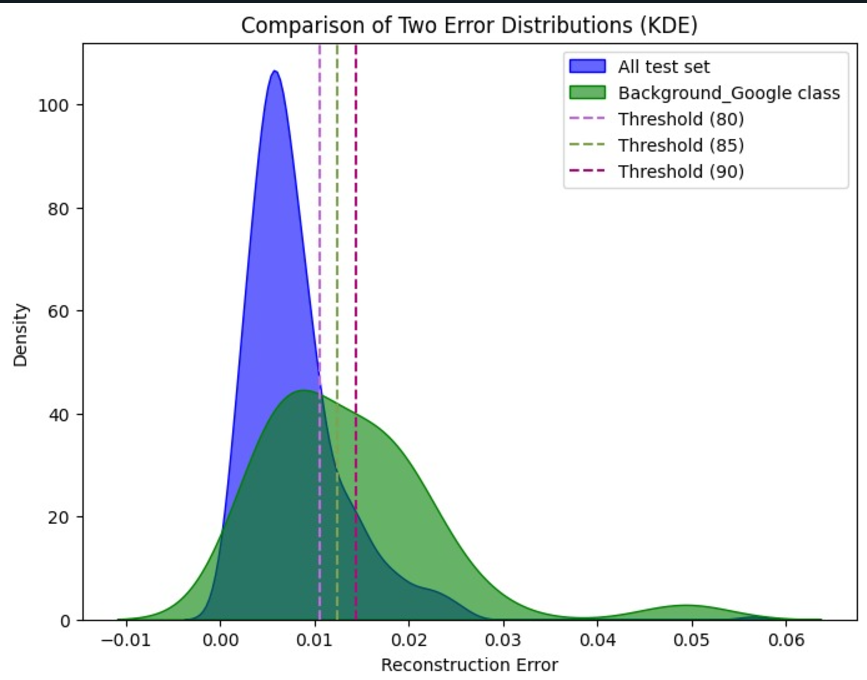 Comparison of Two Error Distributions (KDE)
All test set
Background_Google class
Threshold (80)
Threshold (85)
Threshold (90)
Density
100
80
60
40
20
0
−0.01 0.00 0.01 0.02 0.03 0.04 0.05 0.06
Reconstruction Error